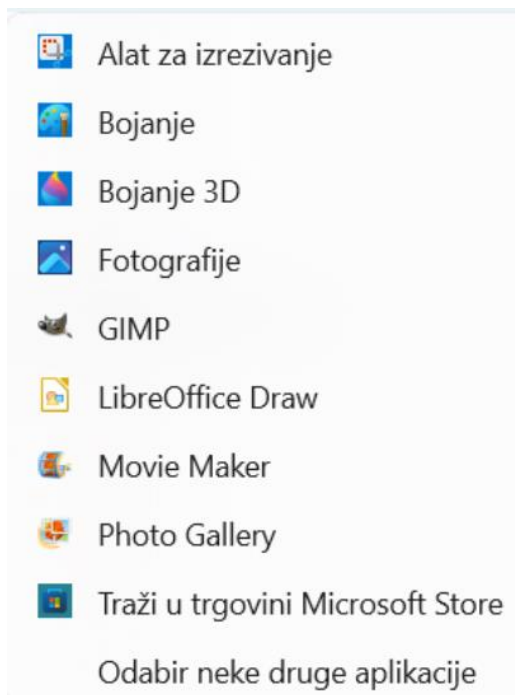 Alat za izrezivanje
Bojanje
Bojanje 3D
Fotografije
GIMP
LibreOffice Draw
Movie Maker
Photo Gallery
Traži u trgovini Microsoft Store
Odabir neke druge aplikacije